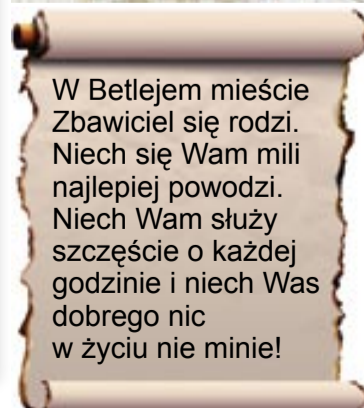 W Betlejem mieście
Zbawiciel się rodzi.
Niech się Wam mili
najlepiej powodzi.
Niech Wam służy
szczęście o każdej
godzinie i niech Was
dobrego nic
w życiu nie minie!